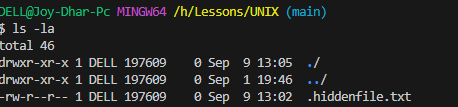 DELL@Joy-Dhar-Pc MINGW64 /h/Lessons/UNIX (main)
$ ls -la
total 46
drwxr-xr-x 1 DELL 197609    0 Sep  9 13:05 ./
drwxr-xr-x 1 DELL 197609    0 Sep  1 19:46 ../
-rw-r--r-- 1 DELL 197609    0 Sep  9 13:02 .hiddenfile.txt